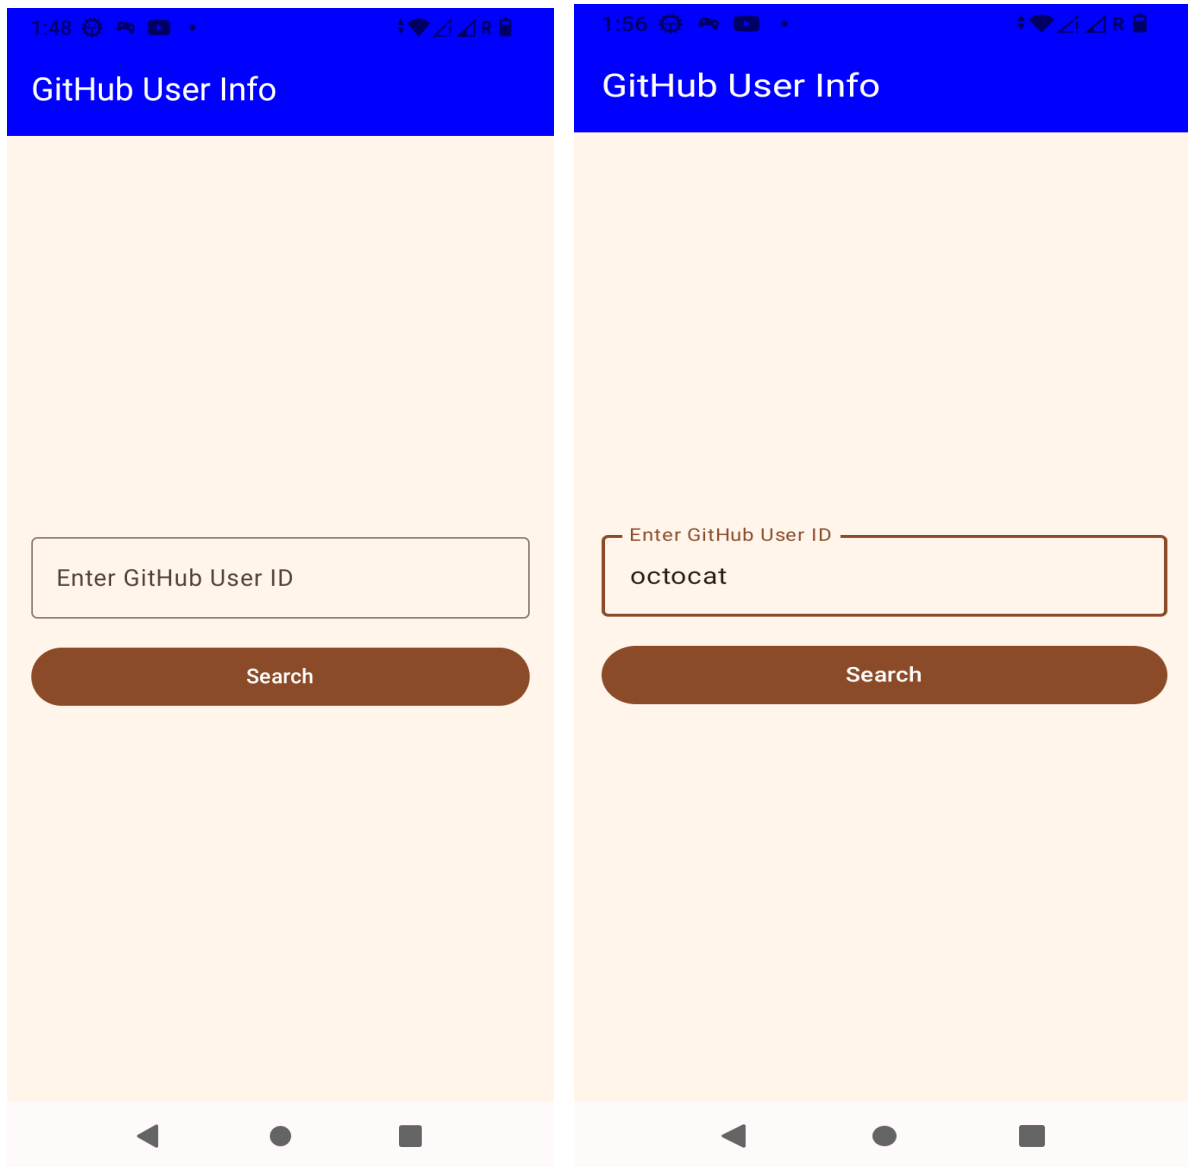 1:48
R
GitHub User Info
Enter GitHub User ID
Search
1:56
R
GitHub User Info
Enter GitHub User ID
octocat
Search